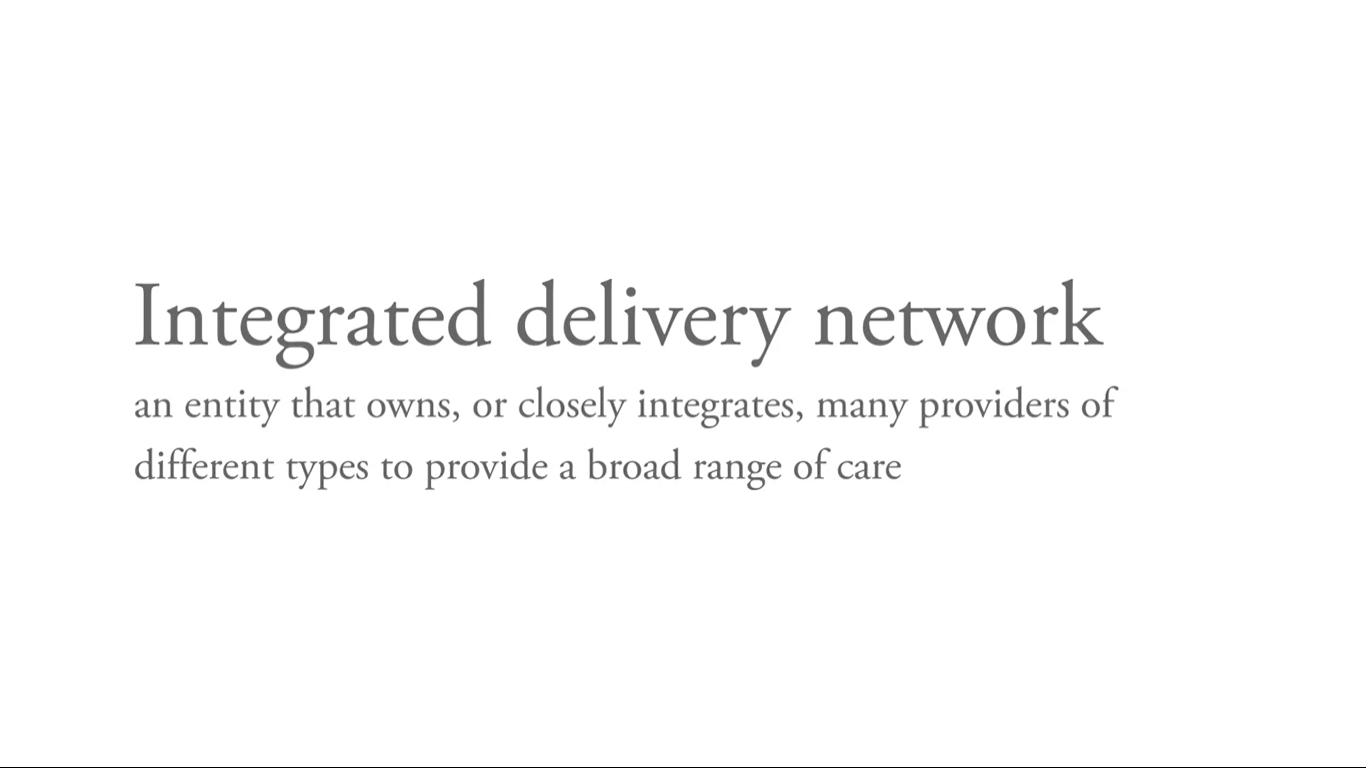 Integrated delivery network
an entity that owns, or closely integrates, many providers of
different types to provide a broad range of care